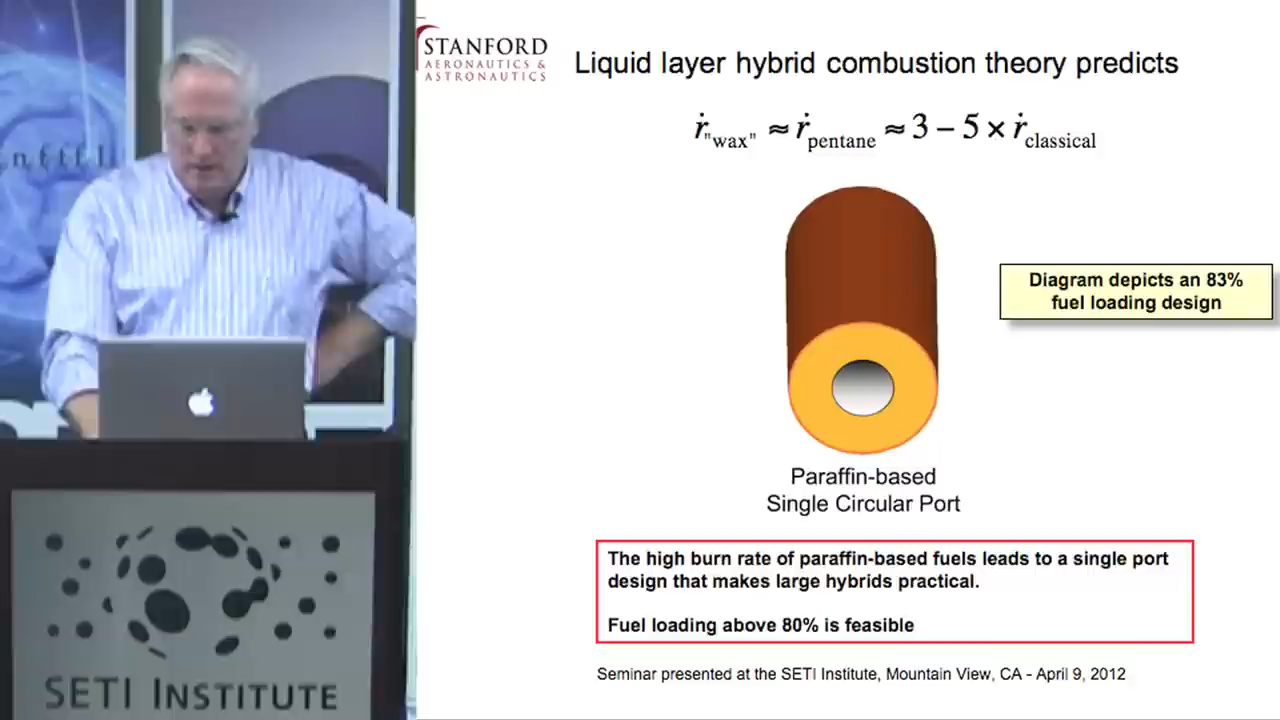 STANFORD
AERONAUTICS &
ASTRONAUTICS
Liquid layer hybrid combustion theory predicts
ṙ"wax" ≈ ṙpentane ≈ 3 – 5 × ṙclassical
Diagram depicts an 83%
fuel loading design
Paraffin-based
Single Circular Port
The high burn rate of paraffin-based fuels leads to a single port
design that makes large hybrids practical.
Fuel loading above 80% is feasible
Seminar presented at the SETI Institute, Mountain View, CA - April 9, 2012
SETI INSTITUTE